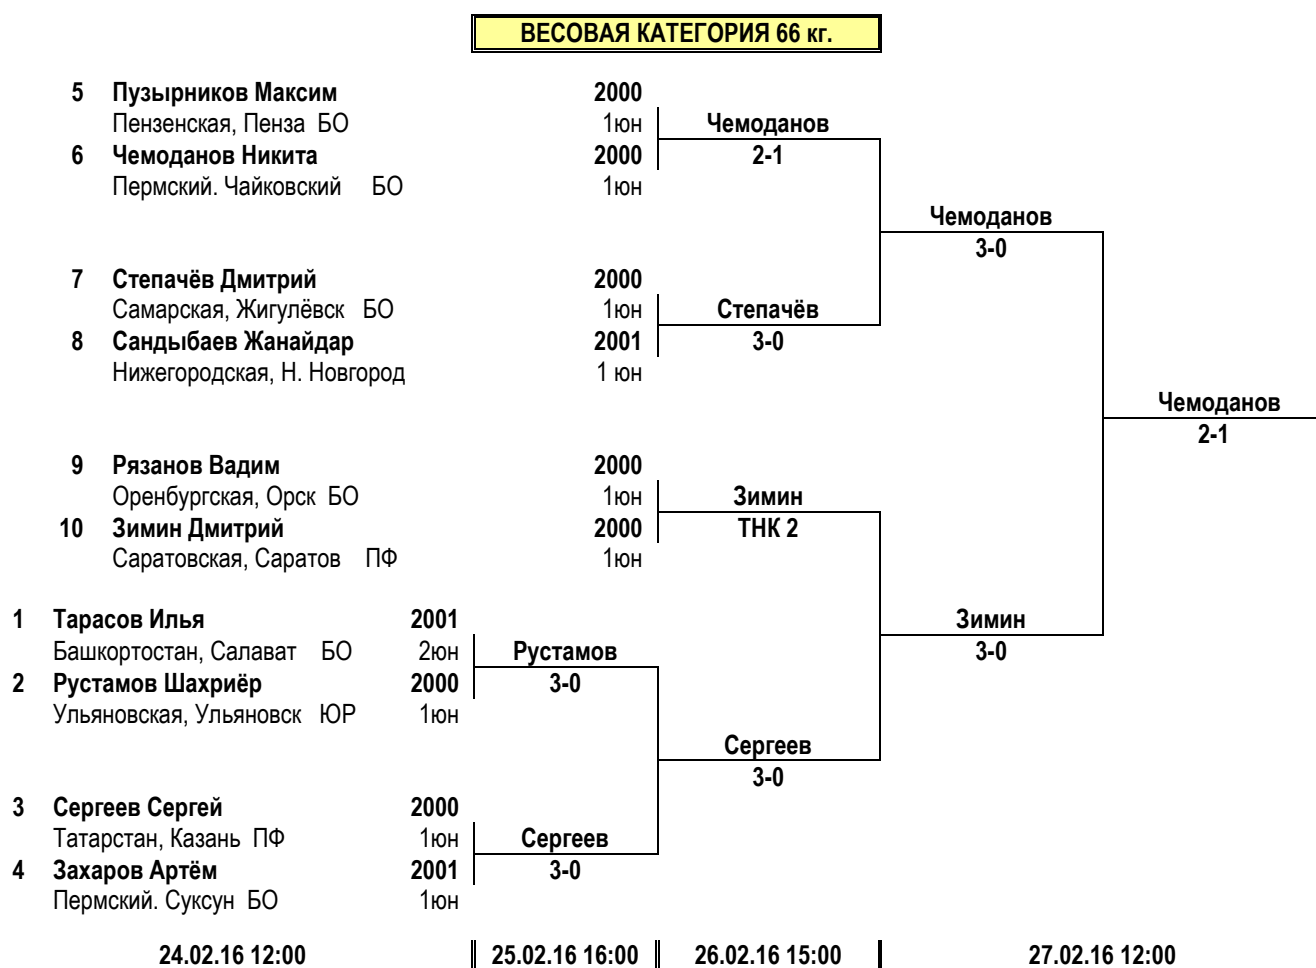 ВЕСОВАЯ КАТЕГОРИЯ 66 кг.
5 Пузырников Максим 2000
Пензенская, Пенза БО 1юн Чемоданов
6 Чемоданов Никита 2000 2-1
Пермский. Чайковский БО 1юн
Чемоданов
3-0
7 Степачёв Дмитрий 2000
Самарская, Жигулёвск БО 1юн Степачёв
8 Сандыбаев Жанайдар 2001 3-0
Нижегородская, Н. Новгород 1 юн
Чемоданов
2-1
9 Рязанов Вадим 2000
Оренбургская, Орск БО 1юн Зимин
10 Зимин Дмитрий 2000 ТНК 2
Саратовская, Саратов ПФ 1юн
1 Тарасов Илья 2001 Зимин
Башкортостан, Салават БО 2юн Рустамов 3-0
2 Рустамов Шахриёр 2000 3-0
Ульяновская, Ульяновск ЮР 1юн
Сергеев
3-0
3 Сергеев Сергей 2000
Татарстан, Казань ПФ 1юн Сергеев
4 Захаров Артём 2001 3-0
Пермский. Суксун БО 1юн
24.02.16 12:00 25.02.16 16:00 26.02.16 15:00 27.02.16 12:00